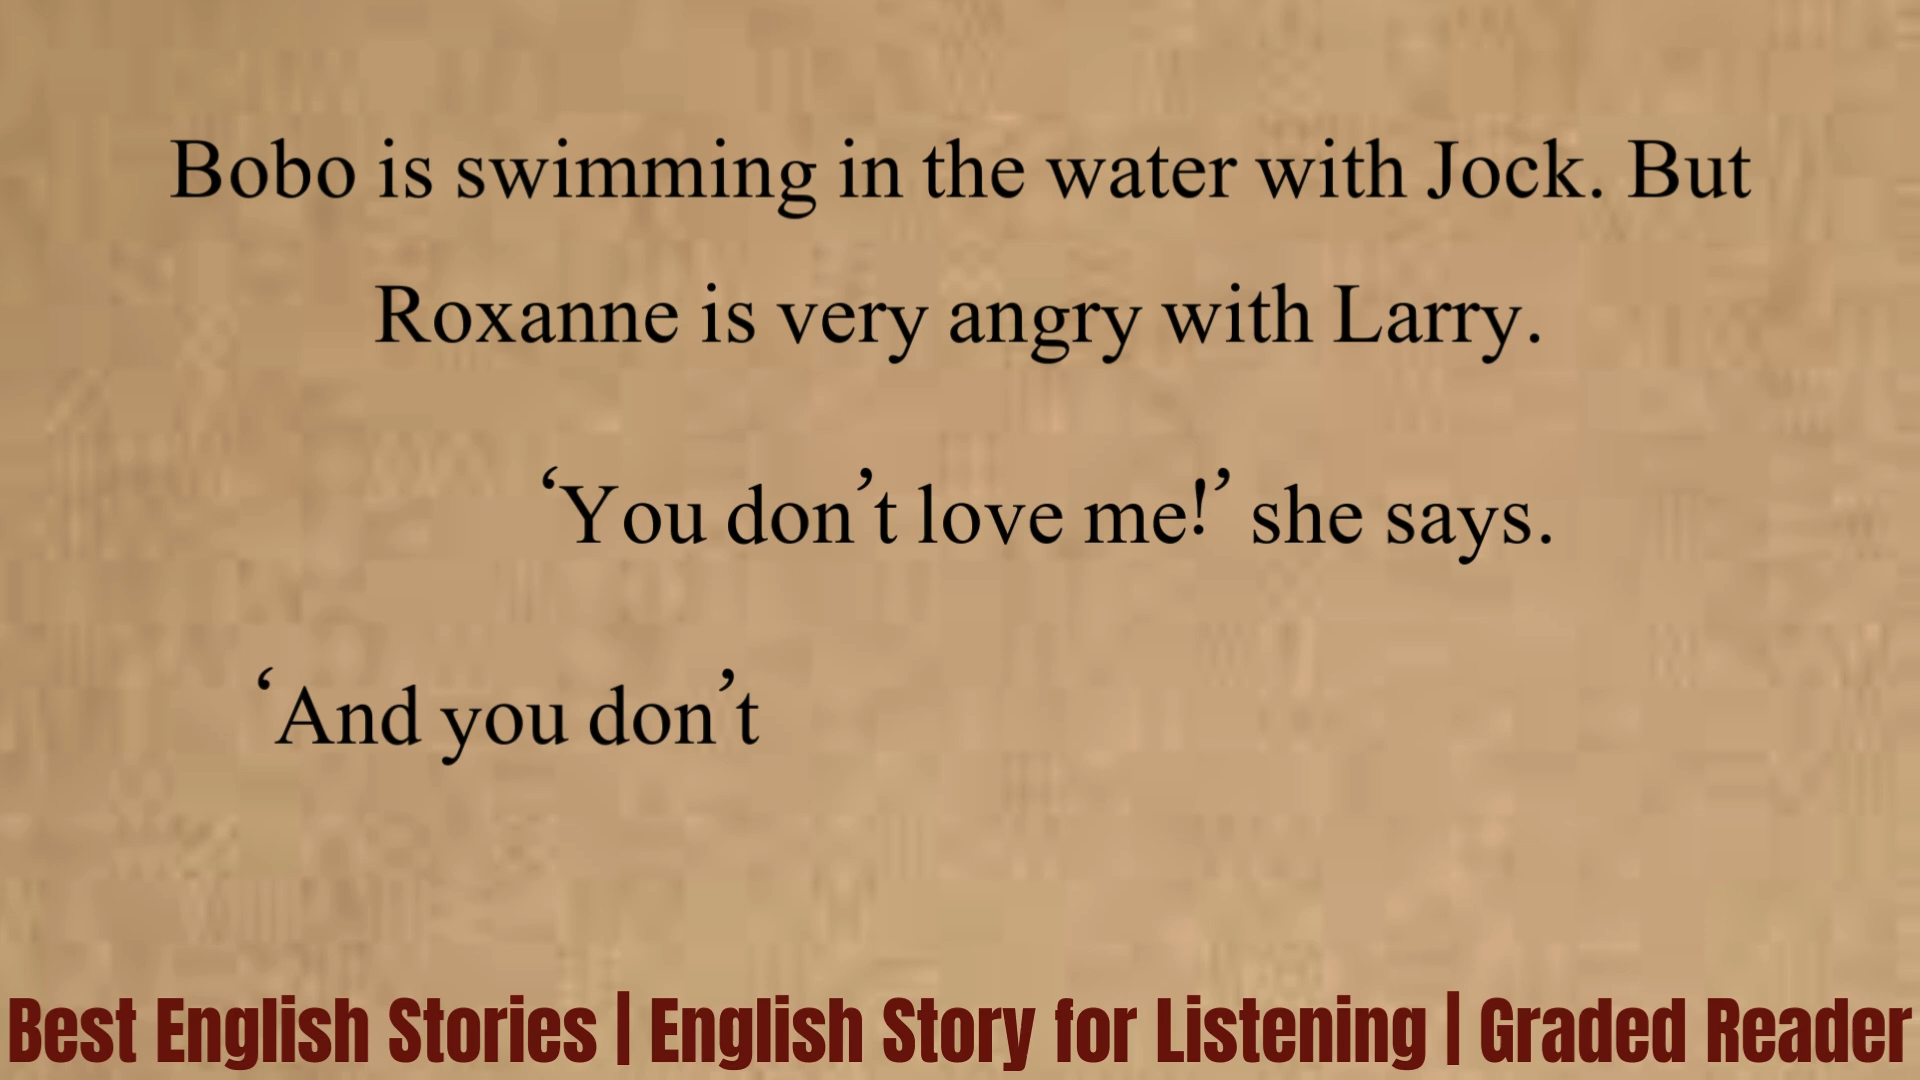 Bobo is swimming in the water with Jock. But
Roxanne is very angry with Larry.
‘You don’t love me!’ she says.
‘And you don’t
Best English Stories | English Story for Listening | Graded Reader